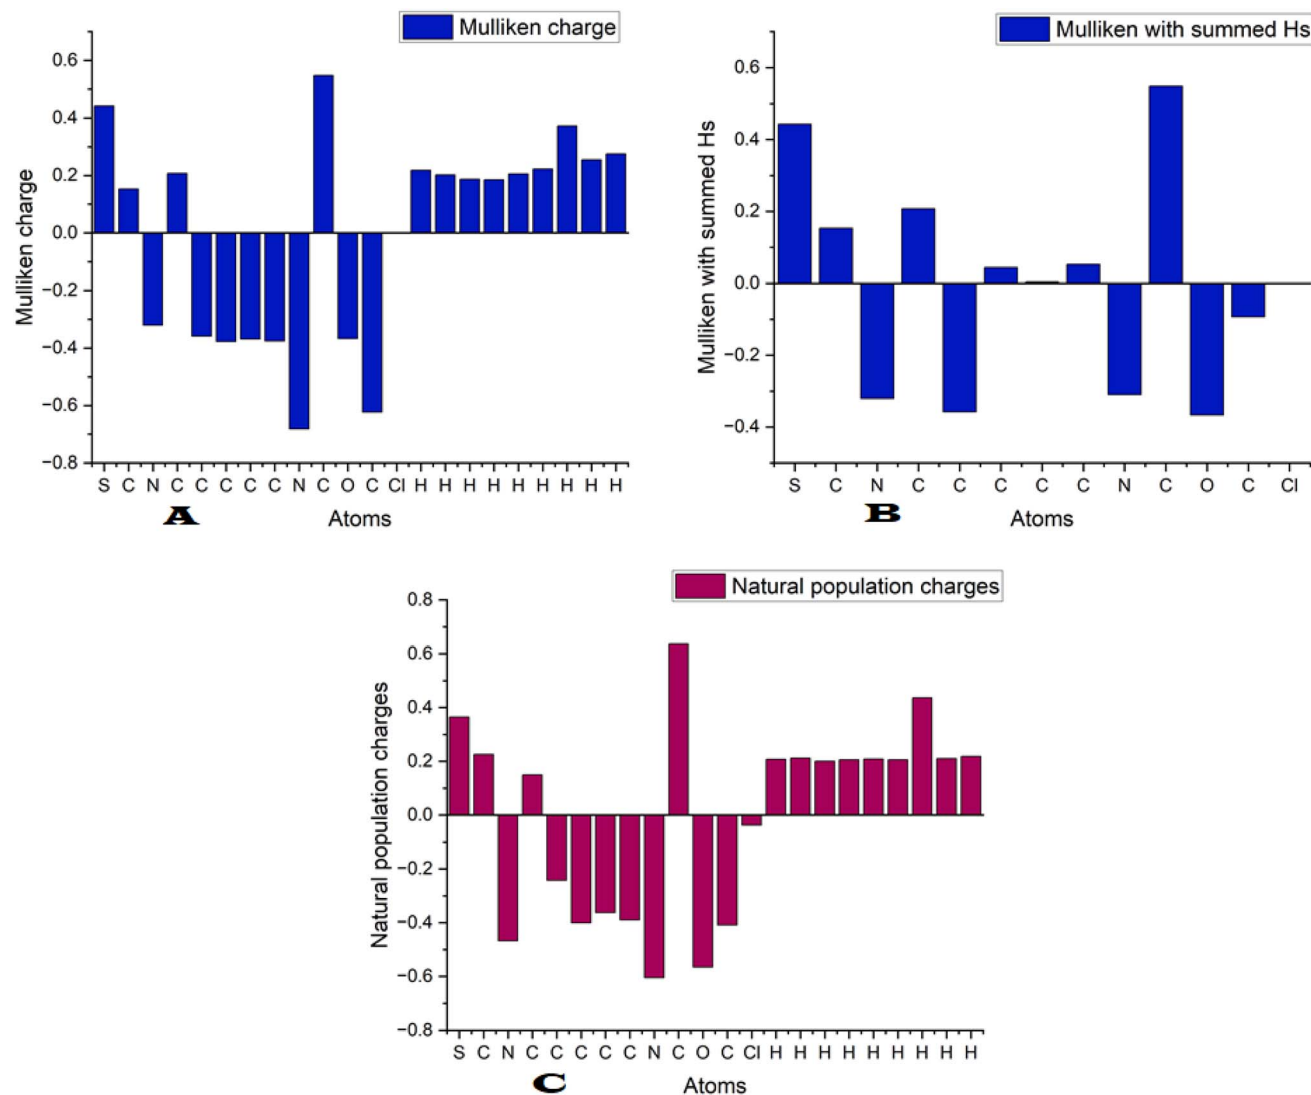 Mulliken charge
Mulliken charge
0.6
0.4
0.2
0.0
−0.2
−0.4
−0.6
−0.8
S C N C C C C C N C O C Cl H H H H H H H H H
A
Atoms
Mulliken with summed Hs
Mulliken with summed Hs
0.6
0.4
0.2
0.0
−0.2
−0.4
S C N C C C C C N C O C Cl
B
Atoms
Natural population charges
Natural population charges
0.8
0.6
0.4
0.2
0.0
−0.2
−0.4
−0.6
−0.8
S C N C C C C C N C O C Cl H H H H H H H H H
C
Atoms